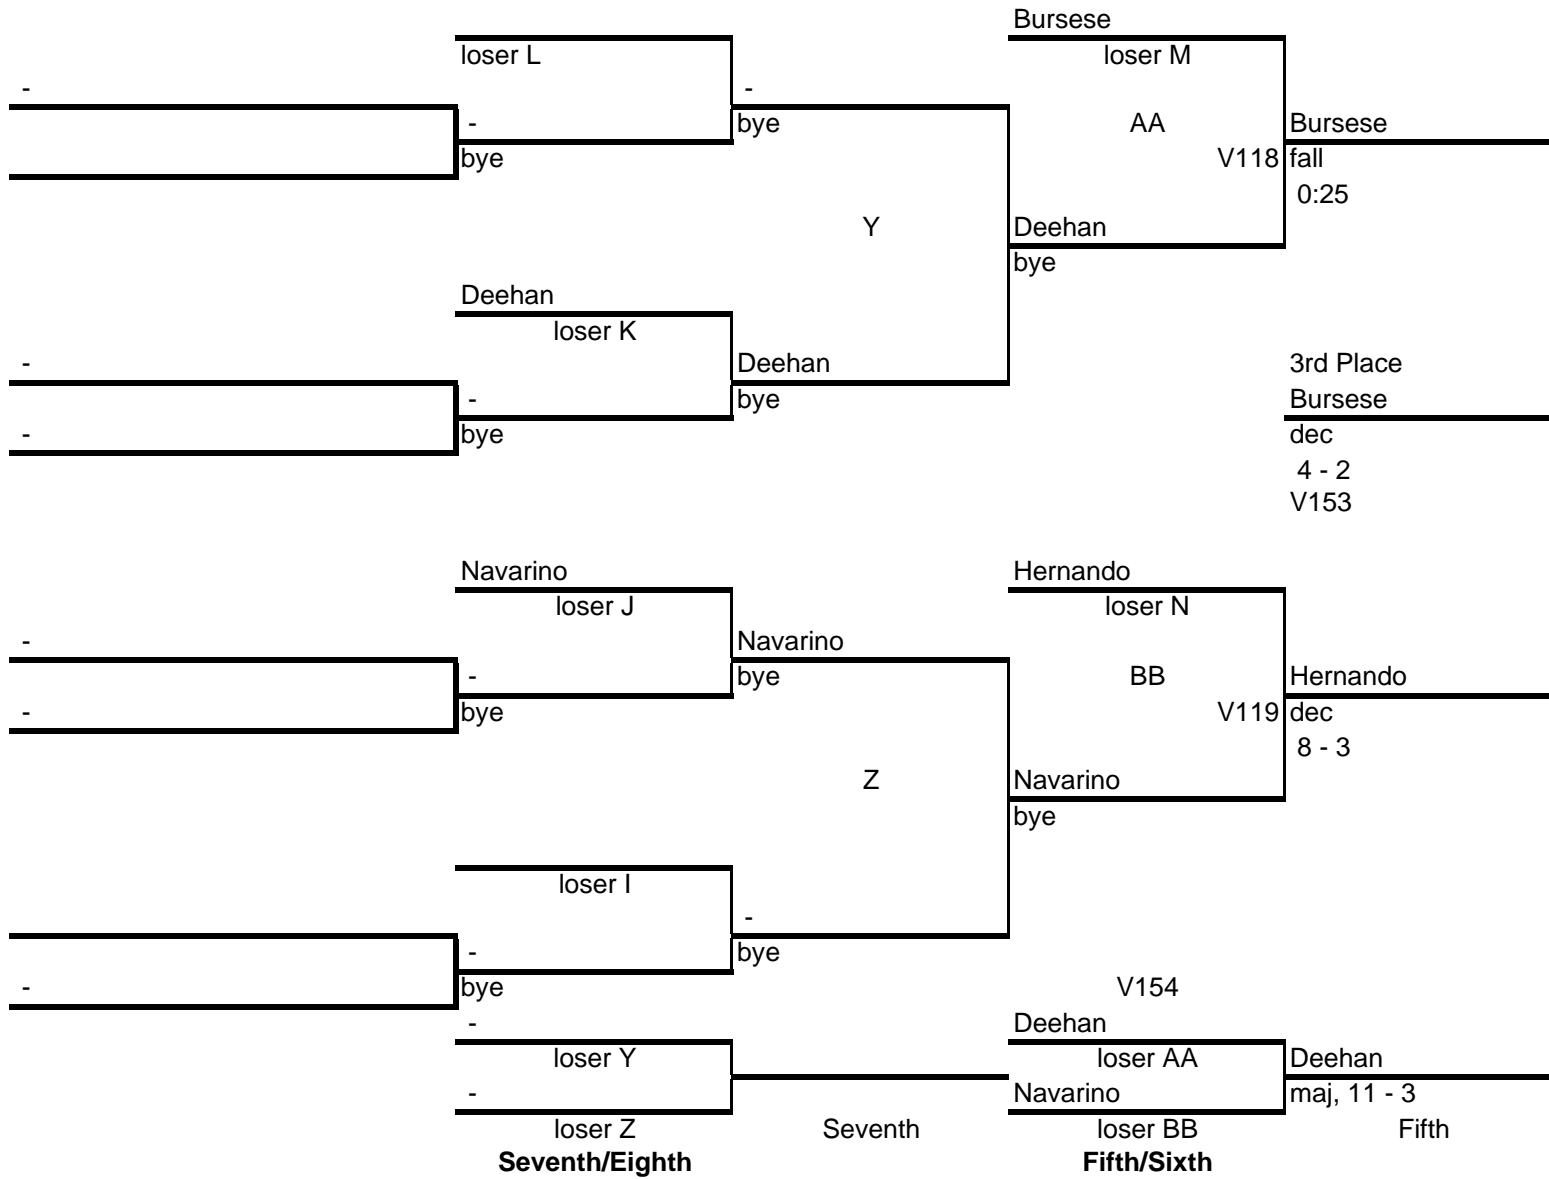 Bursese
loser L
loser M
-
-
-
bye
AA
Bursese
bye
V118
fall
0:25
Y
Deehan
bye
Deehan
loser K
-
Deehan
3rd Place
-
bye
Bursese
-
bye
dec
4 - 2
V153
Navarino
Hernando
loser J
loser N
-
Navarino
-
bye
BB
Hernando
-
bye
V119
dec
8 - 3
Z
Navarino
bye
loser I
-
-
bye
-
bye
V154
-
Deehan
loser Y
loser AA
Deehan
-
Navarino
maj, 11 - 3
loser Z
Seventh
loser BB
Fifth
Seventh/Eighth
Fifth/Sixth